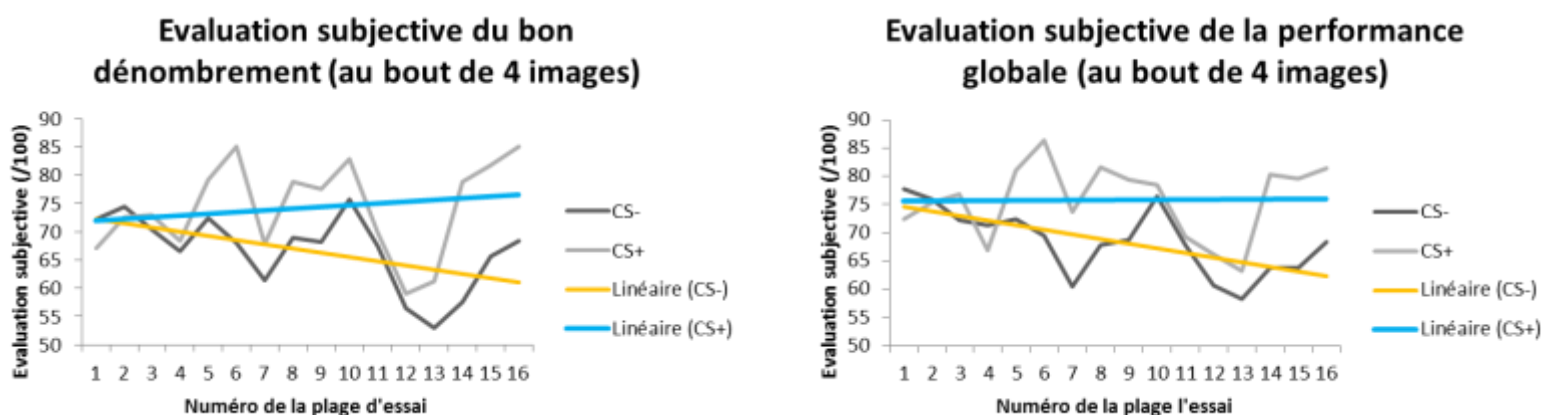 Evaluation subjective du bon
dénombrement (au bout de 4 images)
Evaluation subjective (/100)
90
85
80
75
70
65
60
55
50
1 2 3 4 5 6 7 8 9 10 11 12 13 14 15 16
Numéro de la plage d'essai
CS-
CS+
Linéaire (CS-)
Linéaire (CS+)
Evaluation subjective de la performance
globale (au bout de 4 images)
Evaluation subjective (/100)
90
85
80
75
70
65
60
55
50
1 2 3 4 5 6 7 8 9 10 11 12 13 14 15 16
Numéro de la plage l'essai
CS-
CS+
Linéaire (CS-)
Linéaire (CS+)